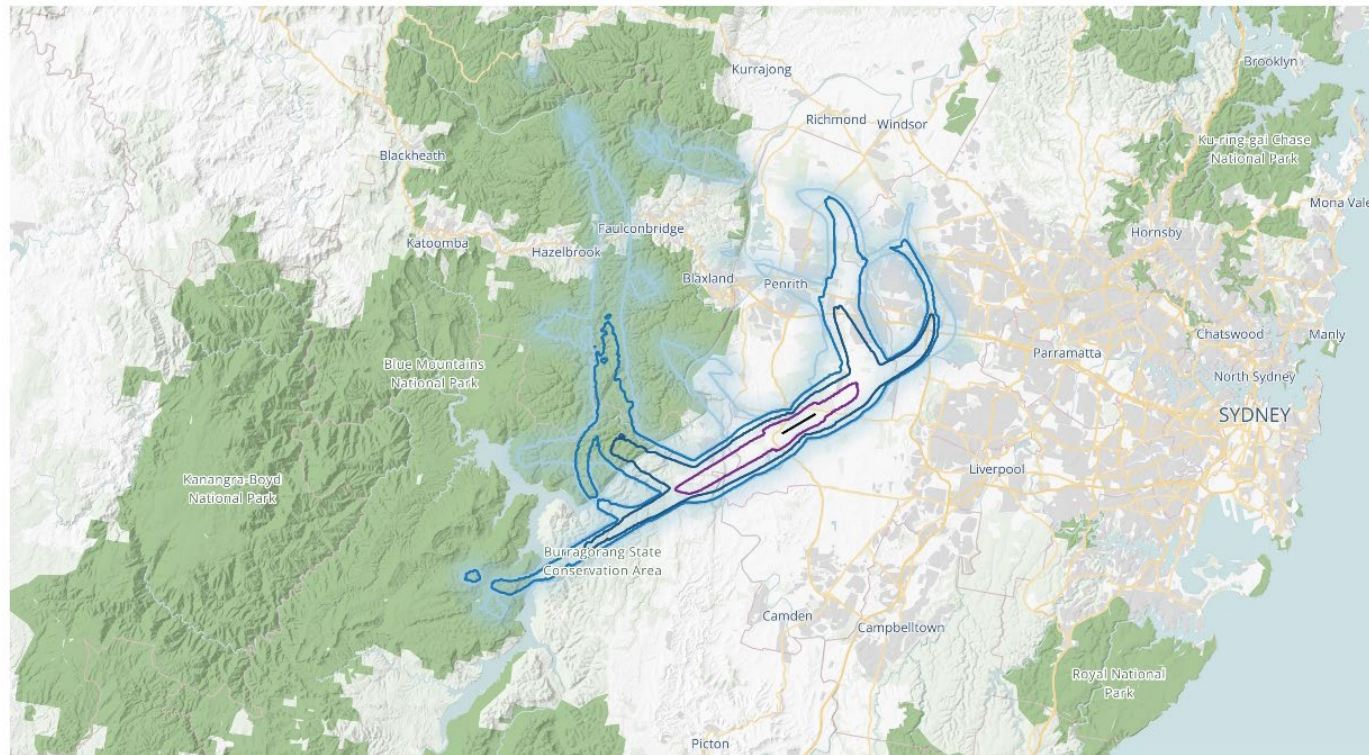 Brooklyn
Kurrajong
Richmond
Windsor
Ku-ring-gai Chase
National Park
Blackheath
Mona Vale
Faulconbridge
Hornsby
Katoomba
Hazelbrook
Blaxland
Penrith
Chatswood
Manly
Parramatta
Blue Mountains
National Park
North Sydney
SYDNEY
Liverpool
Kanangra-Boyd
National Park
Burragorang State
Conservation Area
Camden
Campbelltown
Royal National
Park
Picton